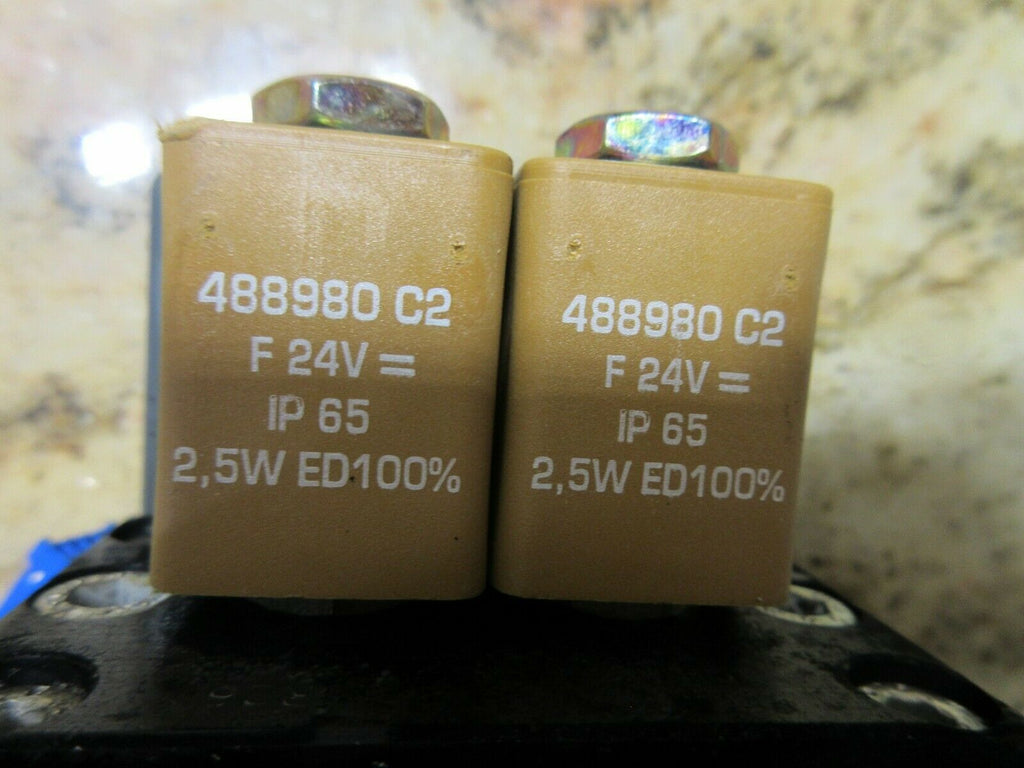 488980 C2
F 24V =
IP 65
2,5W ED100%
488980 C2
F 24V =
IP 65
2,5W ED100%